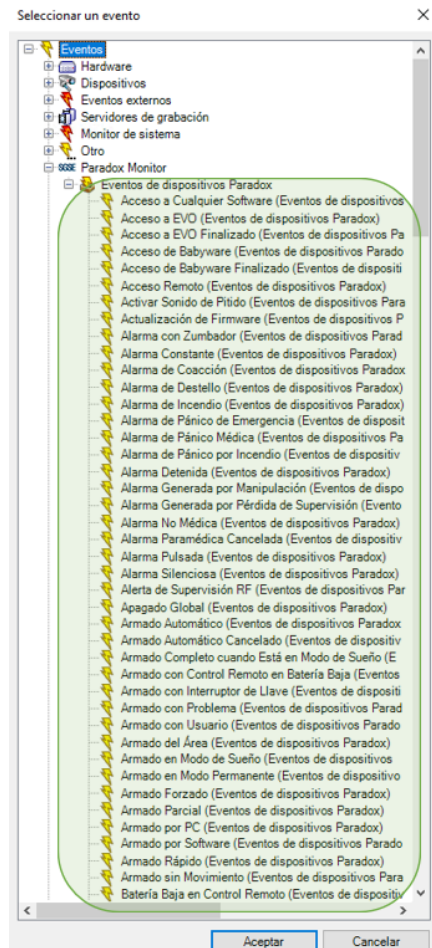 Seleccionar un evento
Eventos
Hardware
Dispositivos
Eventos externos
Servidores de grabación
Monitor de sistema
Otro
SGSE Paradox Monitor
Eventos de dispositivos Paradox
Acceso a Cualquier Software (Eventos de dispositivos
Acceso a EVO (Eventos de dispositivos Paradox)
Acceso a EVO Finalizado (Eventos de dispositivos Pa
Acceso de Babyware (Eventos de dispositivos Parado
Acceso de Babyware Finalizado (Eventos de dispositi
Acceso Remoto (Eventos de dispositivos Paradox)
Activar Sonido de Pitido (Eventos de dispositivos Para
Actualización de Firmware (Eventos de dispositivos P
Alarma con Zumbador (Eventos de dispositivos Parad
Alarma Constante (Eventos de dispositivos Paradox)
Alarma de Coacción (Eventos de dispositivos Paradox
Alarma de Destello (Eventos de dispositivos Paradox)
Alarma de Incendio (Eventos de dispositivos Paradox)
Alarma de Pánico de Emergencia (Eventos de disposit
Alarma de Pánico Médica (Eventos de dispositivos Pa
Alarma de Pánico por Incendio (Eventos de dispositiv
Alarma Detenida (Eventos de dispositivos Paradox)
Alarma Generada por Manipulación (Eventos de dispo
Alarma Generada por Pérdida de Supervisión (Evento
Alarma No Médica (Eventos de dispositivos Paradox)
Alarma Paramédica Cancelada (Eventos de dispositiv
Alarma Pulsada (Eventos de dispositivos Paradox)
Alarma Silenciosa (Eventos de dispositivos Paradox)
Alerta de Supervisión RF (Eventos de dispositivos Par
Apagado Global (Eventos de dispositivos Paradox)
Armado Automático (Eventos de dispositivos Paradox
Armado Automático Cancelado (Eventos de dispositiv
Armado Completo cuando Está en Modo de Sueño (E
Armado con Control Remoto en Batería Baja (Eventos
Armado con Interruptor de Llave (Eventos de dispositi
Armado con Problema (Eventos de dispositivos Parad
Armado con Usuario (Eventos de dispositivos Parado
Armado del Área (Eventos de dispositivos Paradox)
Armado en Modo de Sueño (Eventos de dispositivos
Armado en Modo Permanente (Eventos de dispositivo
Armado Forzado (Eventos de dispositivos Paradox)
Armado Parcial (Eventos de dispositivos Paradox)
Armado por PC (Eventos de dispositivos Paradox)
Armado por Software (Eventos de dispositivos Parado
Armado Rápido (Eventos de dispositivos Paradox)
Armado sin Movimiento (Eventos de dispositivos Para
Batería Baja en Control Remoto (Eventos de dispositiv
Aceptar
Cancelar